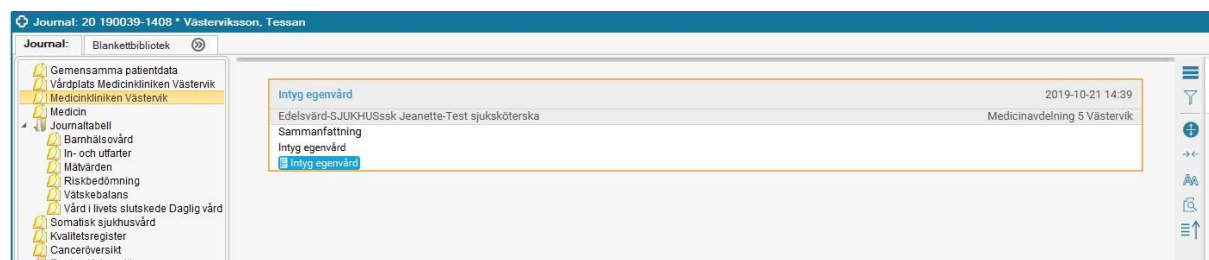 Journal: 20 190039-1408 * Västerviksson, Tessan
Journal: Blankettbibliotek
Gemensamma patientdata
Vårdplats Medicinkliniken Västervik
Medicinkliniken Västervik
Medicin
Journaltabell
Barnhälsovård
In- och utfarter
Mätvärden
Riskbedömning
Vätskebalans
Vård i livets slutskede Daglig vård
Somatisk sjukhusvård
Kvalitetsregister
Canceröversikt
Intyg egenvård 2019-10-21 14:39
Edelsvärd-SJUKHUSssk Jeanette-Test sjuksköterska Medicinavdelning 5 Västervik
Sammanfattning
Intyg egenvård
Intyg egenvård